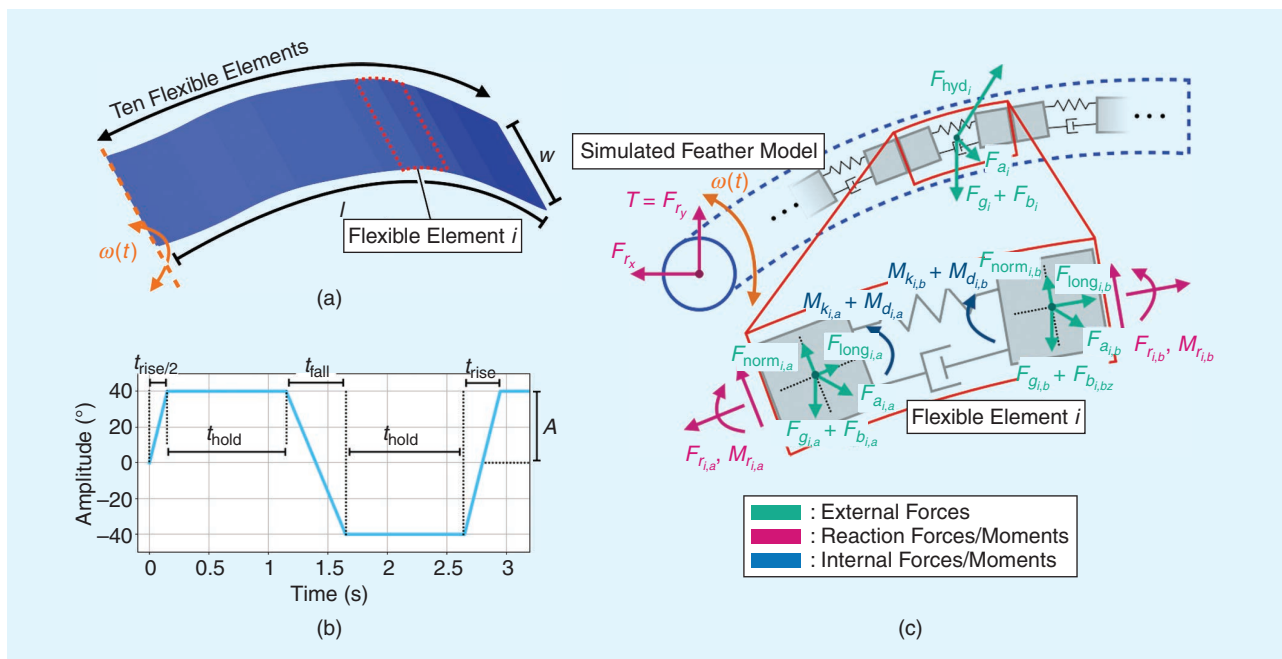 Ten Flexible Elements
w
l
Flexible Element i
ω(t)
(a)
t_rise/2
t_fall
t_rise
t_hold
t_hold
A
40
20
0
−20
−40
Amplitude (°)
0 0.5 1 1.5 2 2.5 3
Time (s)
(b)
F_hyd_i
Simulated Feather Model
F_a_i
F_g_i + F_b_i
ω(t)
T = F_r_y
F_r_x
M_k_i,b + M_d_i,b
M_k_i,a + M_d_i,a
F_norm_i,b
F_long_i,b
F_a_i,b
F_g_i,b + F_b_i,bz
F_r_i,b, M_r_i,b
F_norm_i,a
F_long_i,a
F_a_i,a
F_g_i,a + F_b_i,a
F_r_i,a, M_r_i,a
Flexible Element i
: External Forces
: Reaction Forces/Moments
: Internal Forces/Moments
(c)